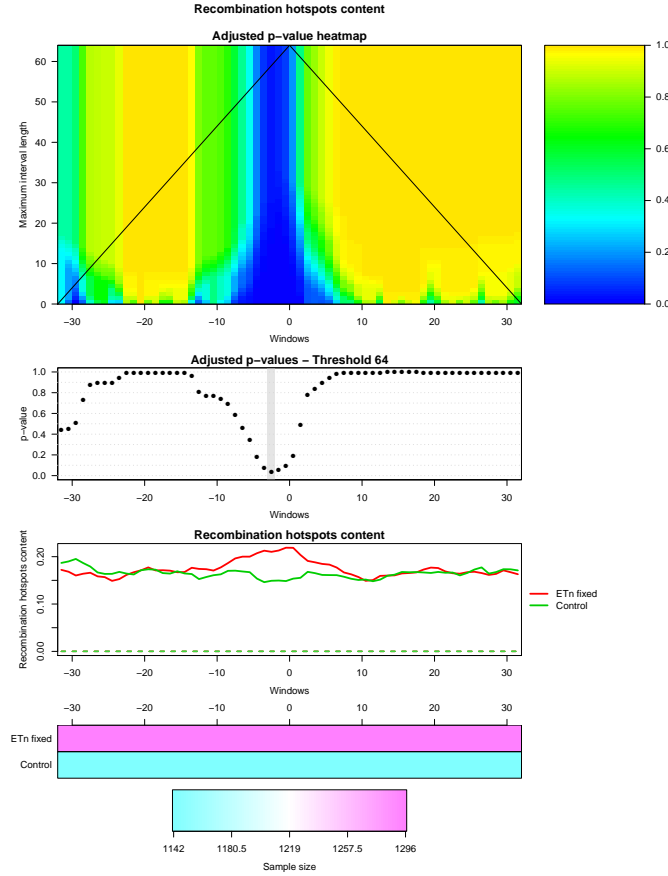 Recombination hotspots content
Adjusted p−value heatmap
Maximum interval length
60
50
40
30
20
10
0
−30 −20 −10 0 10 20 30
Windows
1.0
0.8
0.6
0.4
0.2
0.0
Adjusted p−values − Threshold 64
p−value
1.0
0.8
0.6
0.4
0.2
0.0
−30 −20 −10 0 10 20 30
Windows
Recombination hotspots content
Recombination hotspots content
0.20
0.10
0.00
−30 −20 −10 0 10 20 30
Windows
ETn fixed
Control
−30 −20 −10 0 10 20 30
ETn fixed
Control
1142 1180.5 1219 1257.5 1296
Sample size